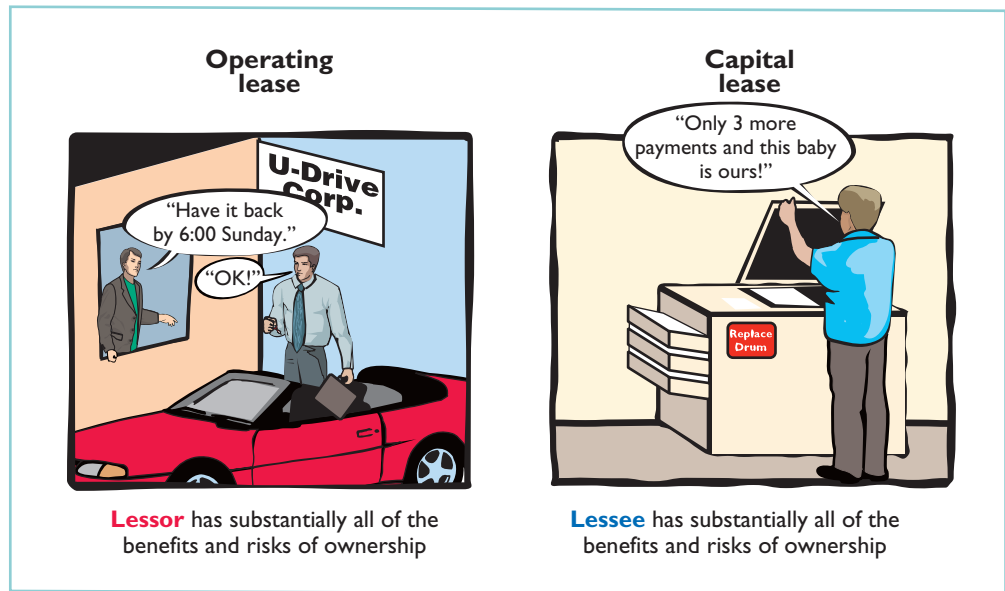 Operating
lease
U-Drive
Corp.
“Have it back
by 6:00 Sunday.”
“OK!”
Lessor has substantially all of the
benefits and risks of ownership
Capital
lease
“Only 3 more
payments and this baby
is ours!”
Replace
Drum
Lessee has substantially all of the
benefits and risks of ownership